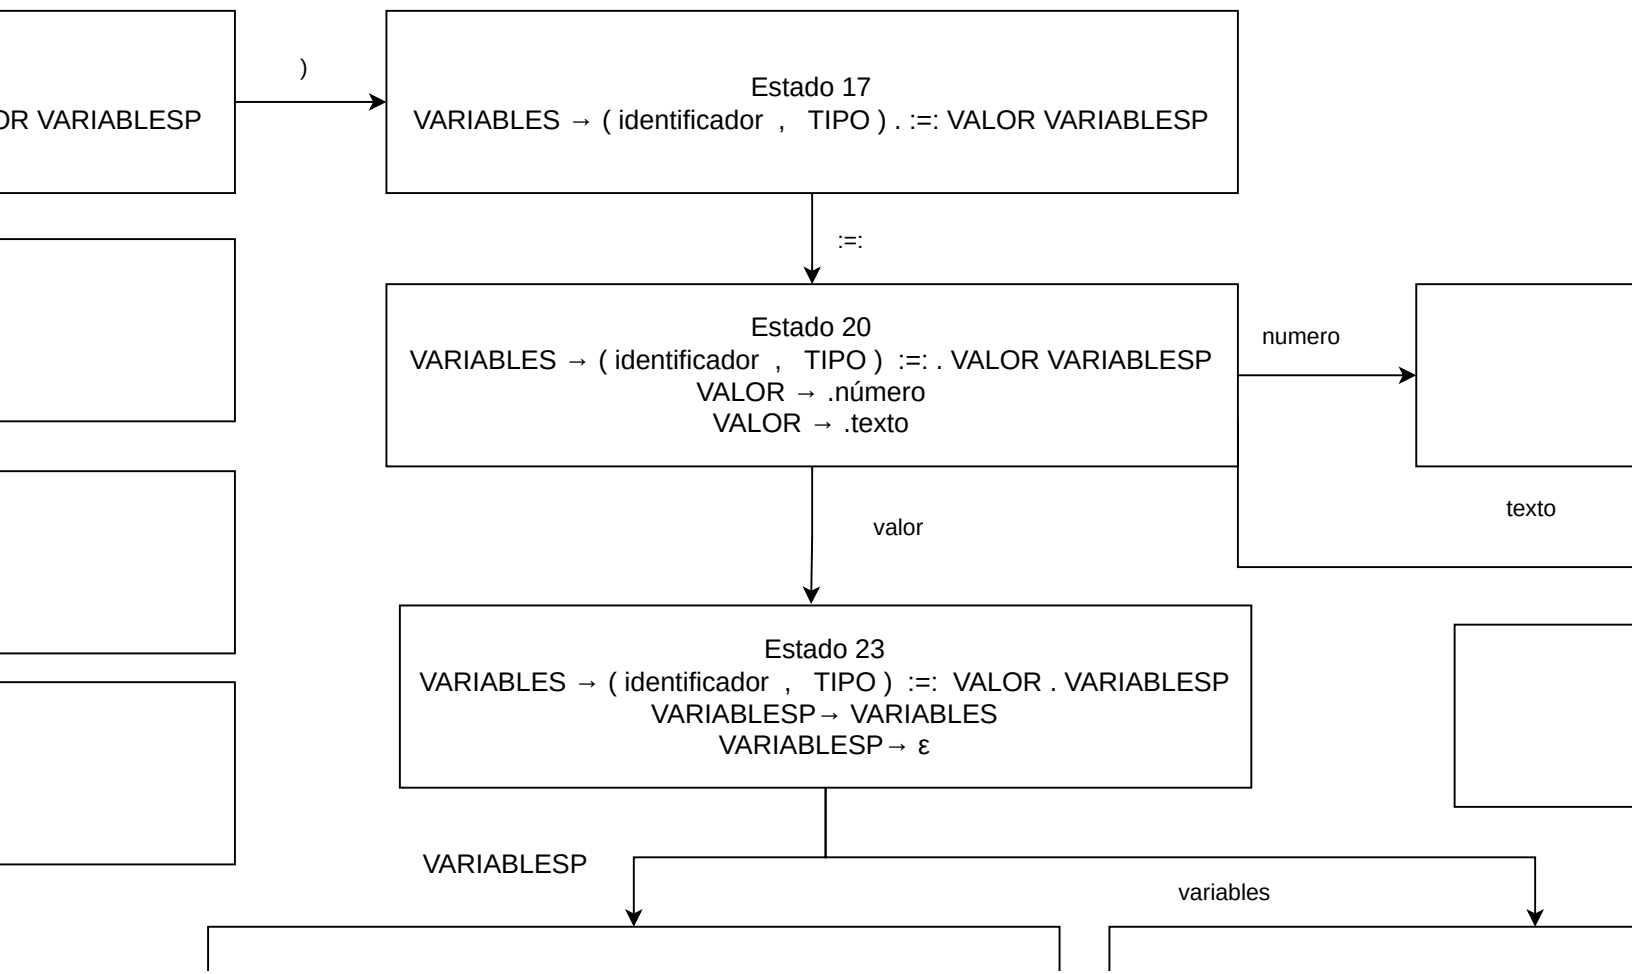 )
Estado 17
OR VARIABLESP
VARIABLES → ( identificador , TIPO ) . :=: VALOR VARIABLESP
:=:
Estado 20
VARIABLES → ( identificador , TIPO ) :=: . VALOR VARIABLESP
VALOR → .número
VALOR → .texto
numero
texto
valor
Estado 23
VARIABLES → ( identificador , TIPO ) :=: VALOR . VARIABLESP
VARIABLESP→ VARIABLES
VARIABLESP→ ε
VARIABLESP
variables